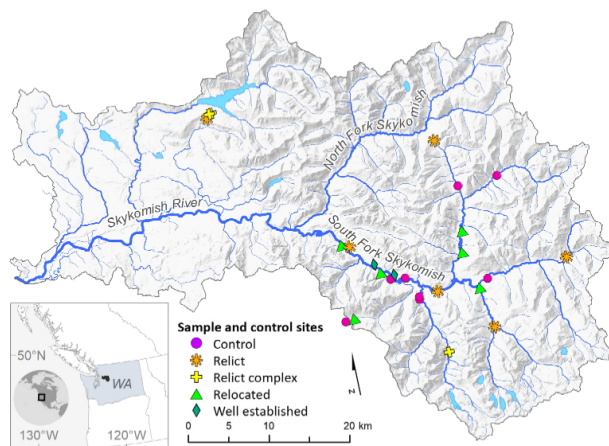 North Fork Skykomish
Skykomish River
South Fork Skykomish
Sample and control sites
Control
Relict
Relict complex
Relocated
Well established
0 10 20 km
N
50°N
WA
130°W 120°W